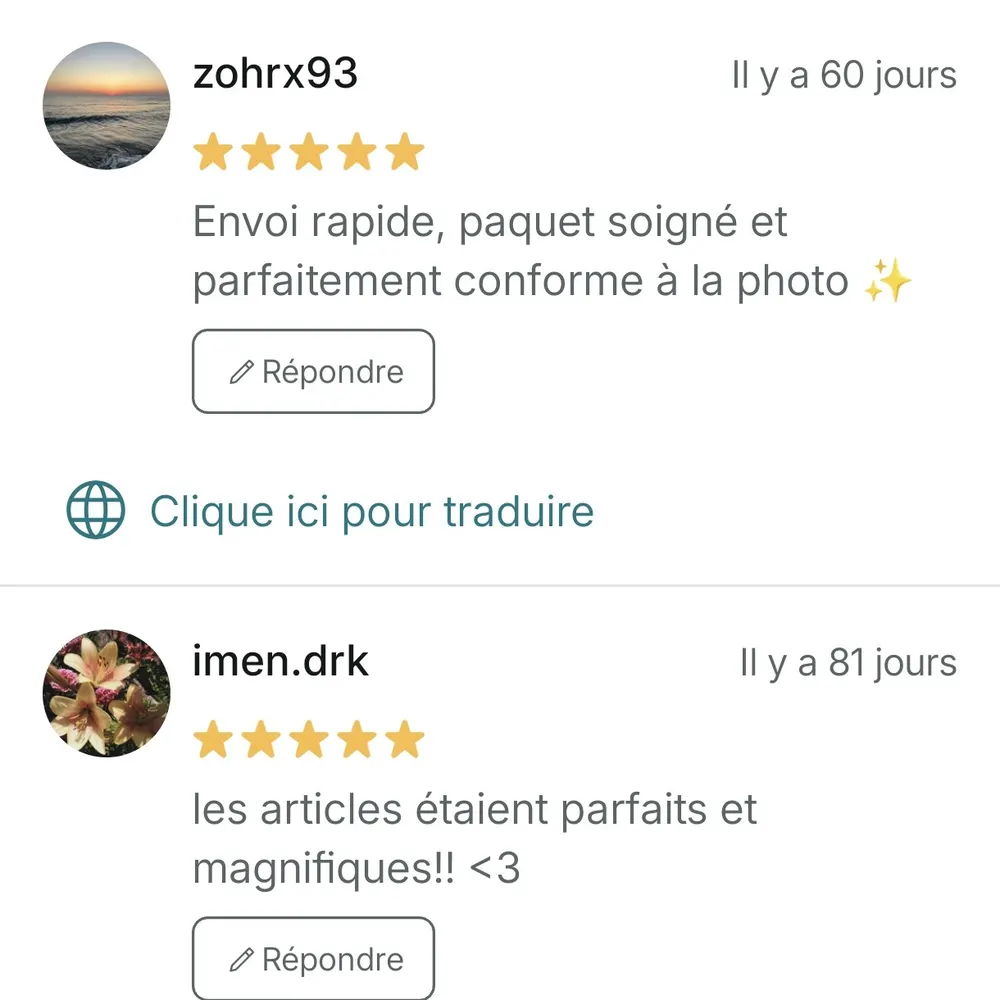 zohrx93
Il y a 60 jours
Envoi rapide, paquet soigné et
parfaitement conforme à la photo ✨
Répondre
Clique ici pour traduire
imen.drk
Il y a 81 jours
les articles étaient parfaits et
magnifiques!! <3
Répondre